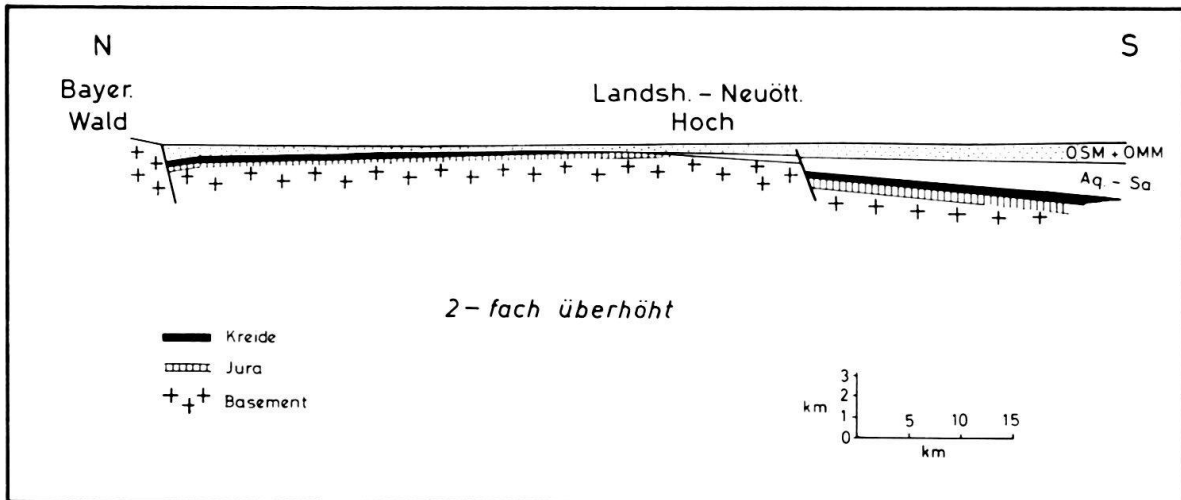 N
S
Bayer.
Wald
Landsh. – Neuött.
Hoch
OSM + OMM
Aq. – Sa
2 – fach überhöht
Kreide
Jura
Basement
3
2
1
0
km
5 10 15
km